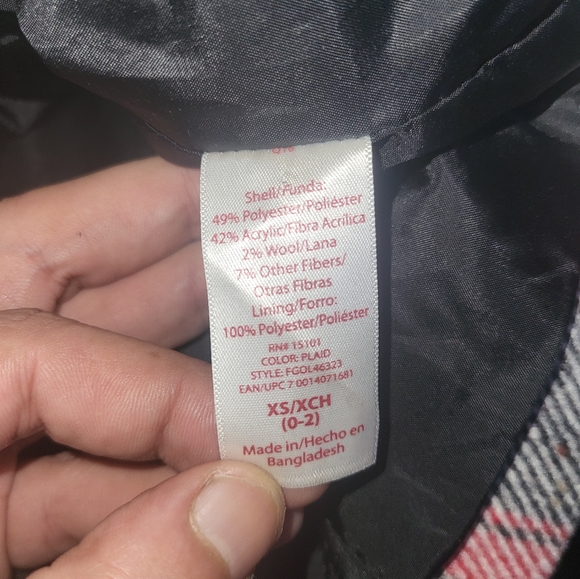 Shell/Funda:
49% Polyester/Poliéster
42% Acrylic/Fibra Acrílica
2% Wool/Lana
7% Other Fibers/
Otras Fibras
Lining/Forro:
100% Polyester/Poliéster
RN# 15101
COLOR: PLAID
STYLE: FGOL46323
EAN/UPC 7 0014071681
XS/XCH
(0-2)
Made in/Hecho en
Bangladesh